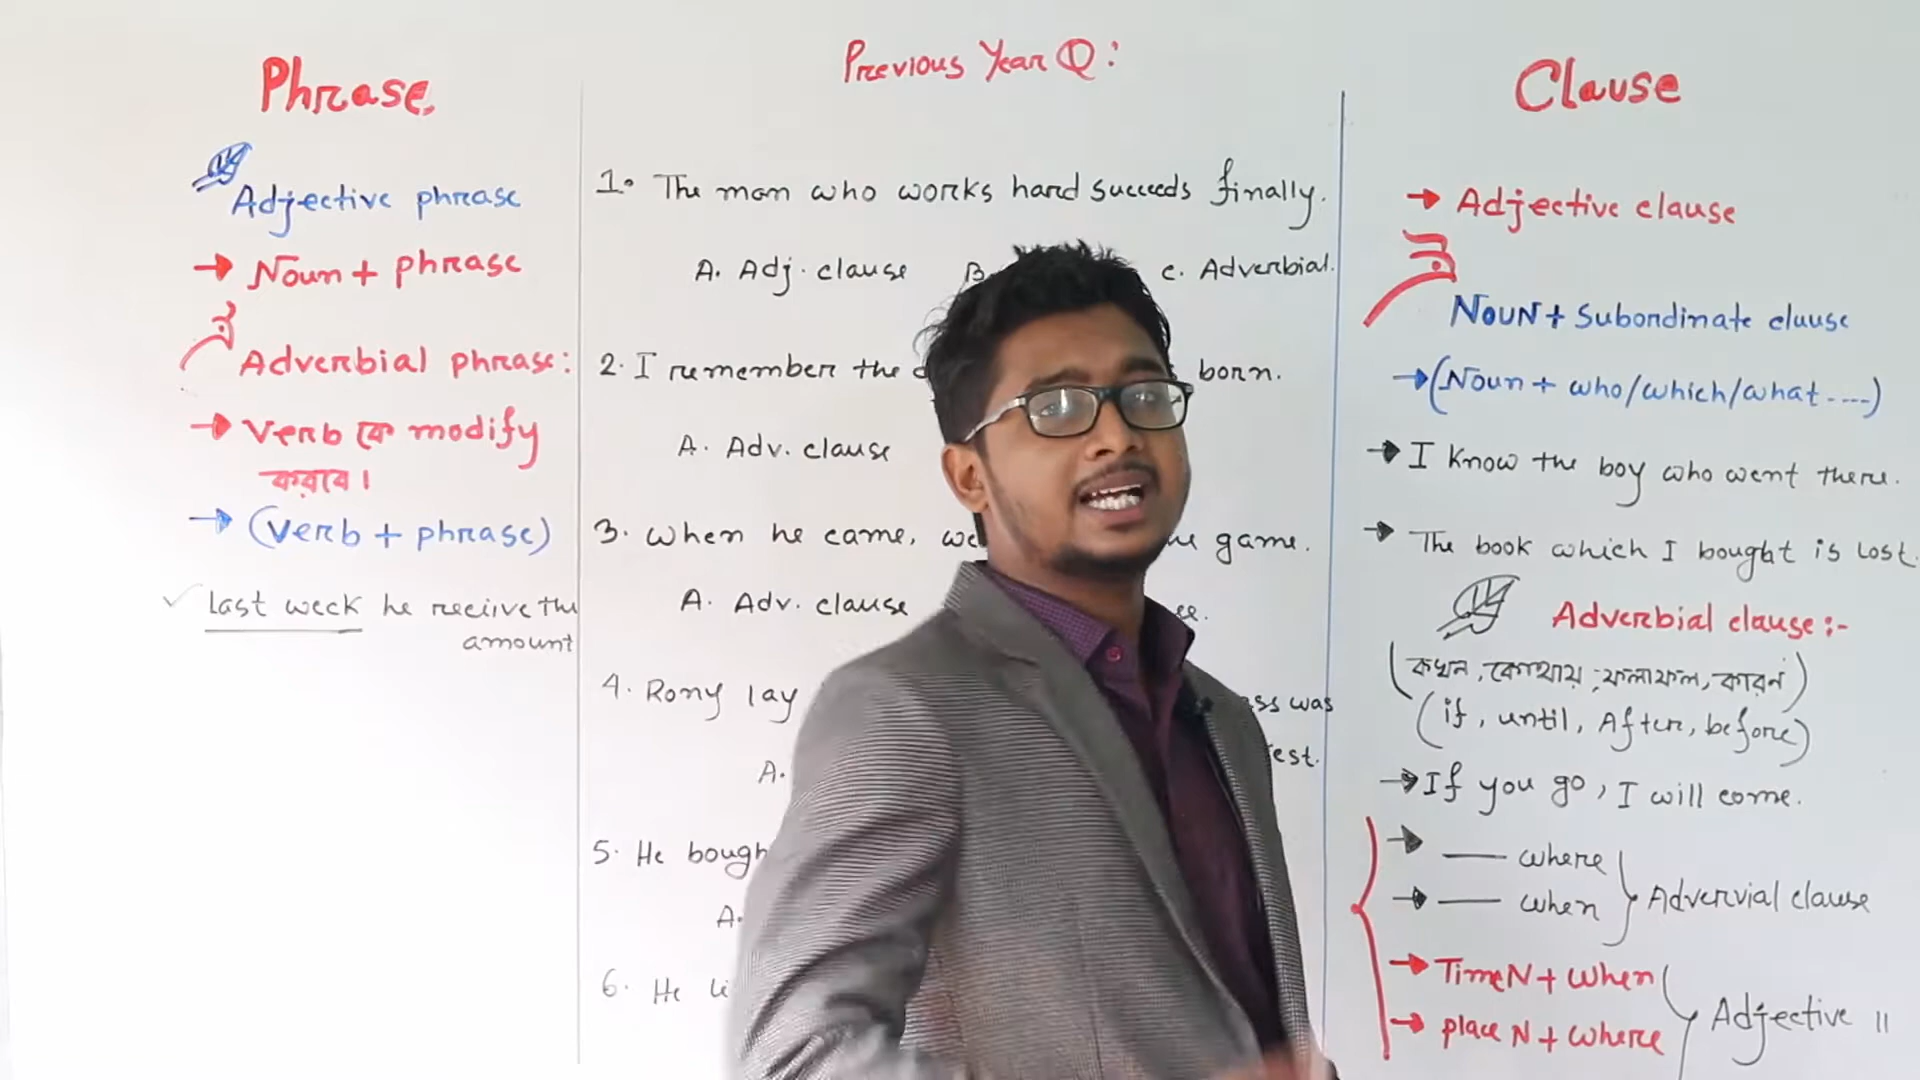 Phrase.
Adjective phrase
→ Noun + phrase
Adverbial phrase:
→ Verb কে modify
করবে।
→ (verb + phrase)
✓ last week he receive the
amount
Previous Year Q:
1. The man who works hard succeeds finally.
A. Adj. clause B. c. Adverbial.
2. I remember the born.
A. Adv. clause
3. When he came, we game.
A. Adv. clause
4. Rony lay was
A.
5. He bough
A.
6. He li
Clause
→ Adjective clause
Noun + Subordinate clause
→ (Noun + who/which/what ----)
→ I know the boy who went there.
→ The book which I bought is lost.
Adverbial clause :-
(কখন, কোথায়, ফলাফল, কারন)
(if, until, After, before)
→ If you go, I will come.
→ —— where
→ —— when
Advervial clause
→ Time N + when
→ place N + where
Adjective 11